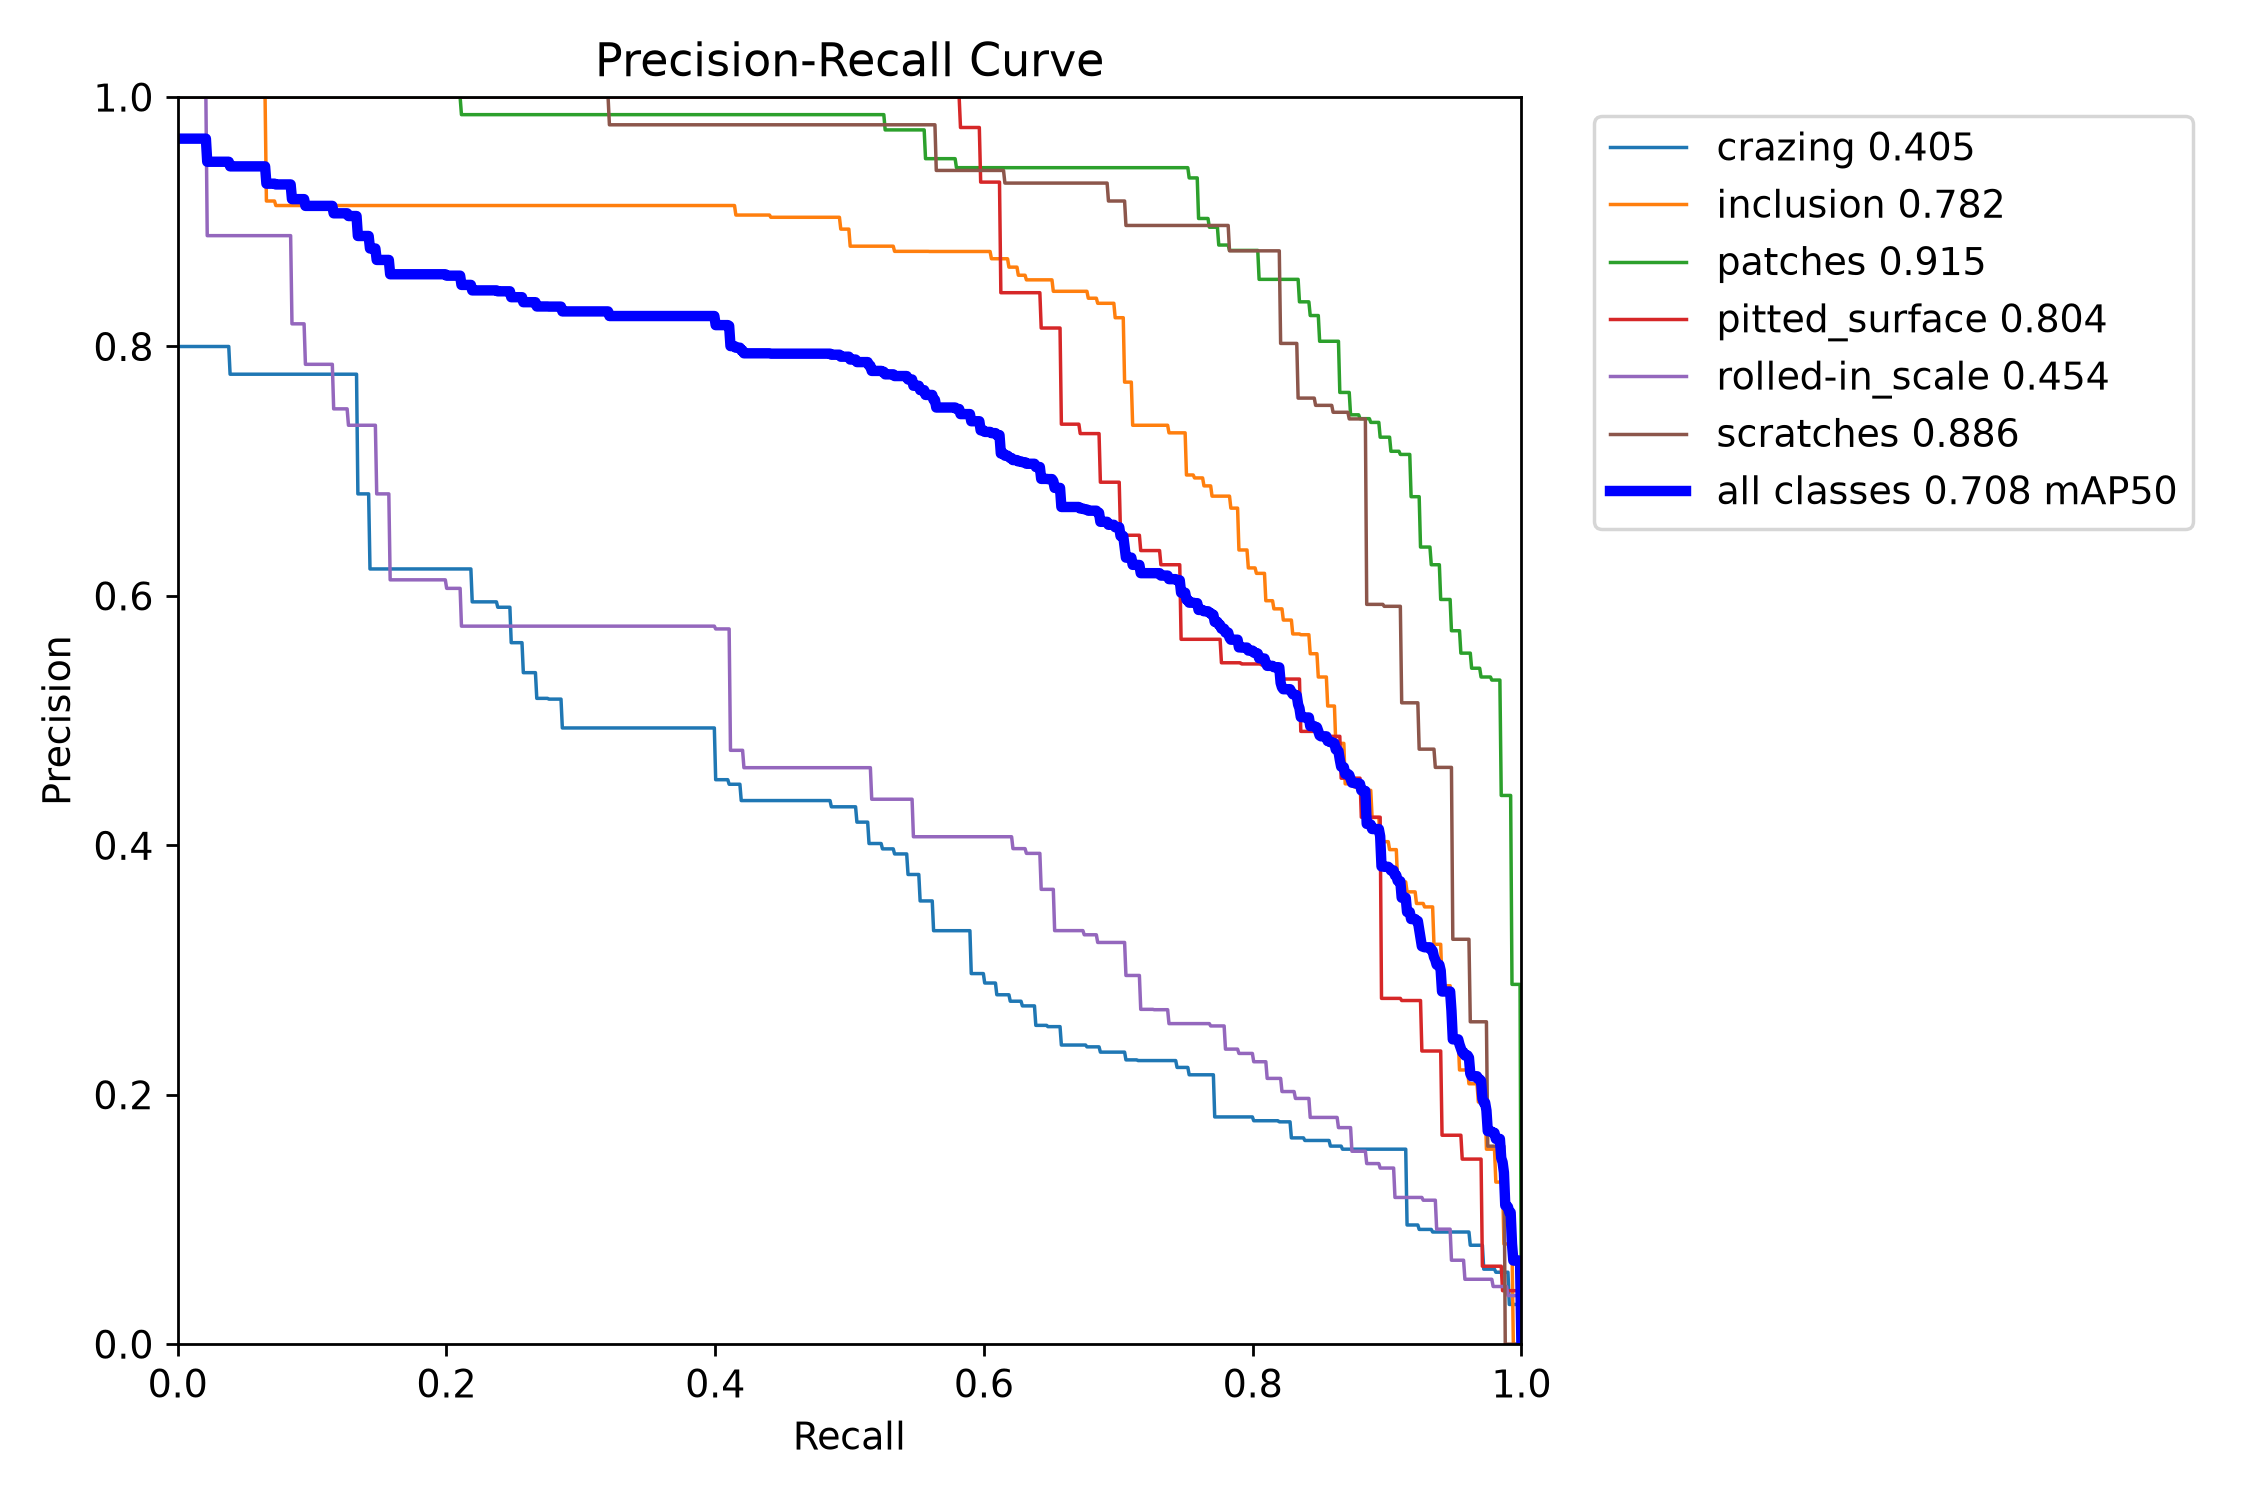 Precision-Recall Curve
1.0
0.8
0.6
0.4
0.2
0.0
Precision
0.0 0.2 0.4 0.6 0.8 1.0
Recall
crazing 0.405
inclusion 0.782
patches 0.915
pitted_surface 0.804
rolled-in_scale 0.454
scratches 0.886
all classes 0.708 mAP50